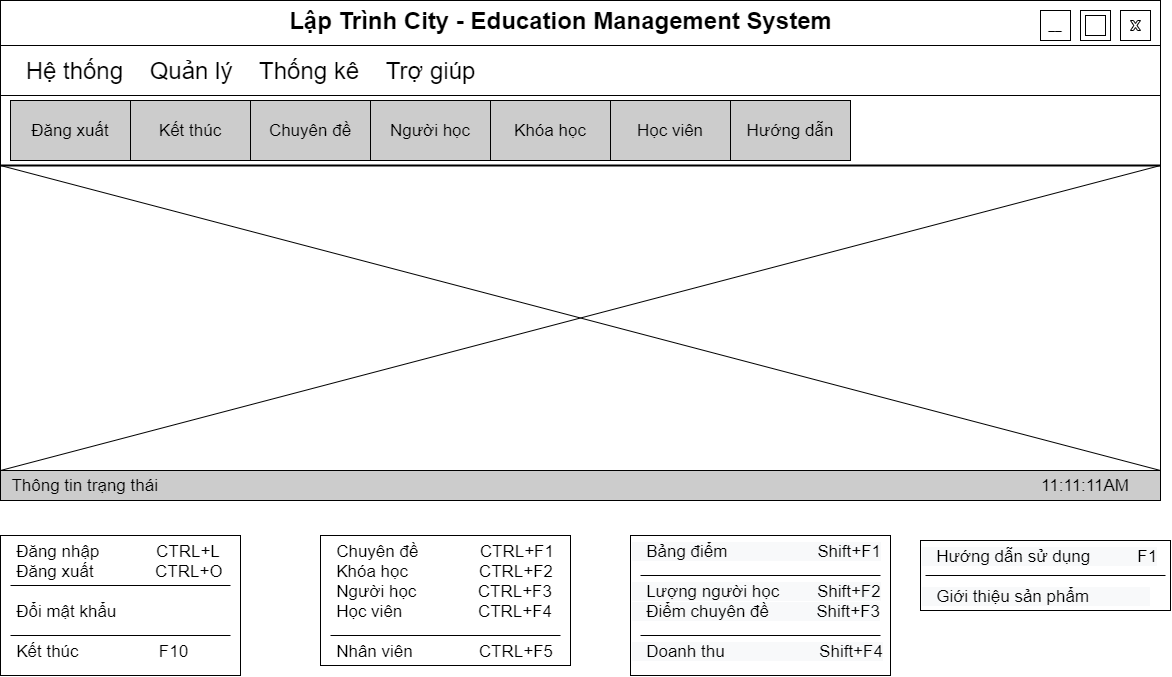 Lập Trình City - Education Management System
_ X
Hệ thống Quản lý Thống kê Trợ giúp
Đăng xuất Kết thúc Chuyên đề Người học Khóa học Học viên Hướng dẫn
Thông tin trạng thái 11:11:11AM
Đăng nhập CTRL+L
Đăng xuất CTRL+O
Đổi mật khẩu
Kết thúc F10
Chuyên đề CTRL+F1
Khóa học CTRL+F2
Người học CTRL+F3
Học viên CTRL+F4
Nhân viên CTRL+F5
Bảng điểm Shift+F1
Lượng người học Shift+F2
Điểm chuyên đề Shift+F3
Doanh thu Shift+F4
Hướng dẫn sử dụng F1
Giới thiệu sản phẩm